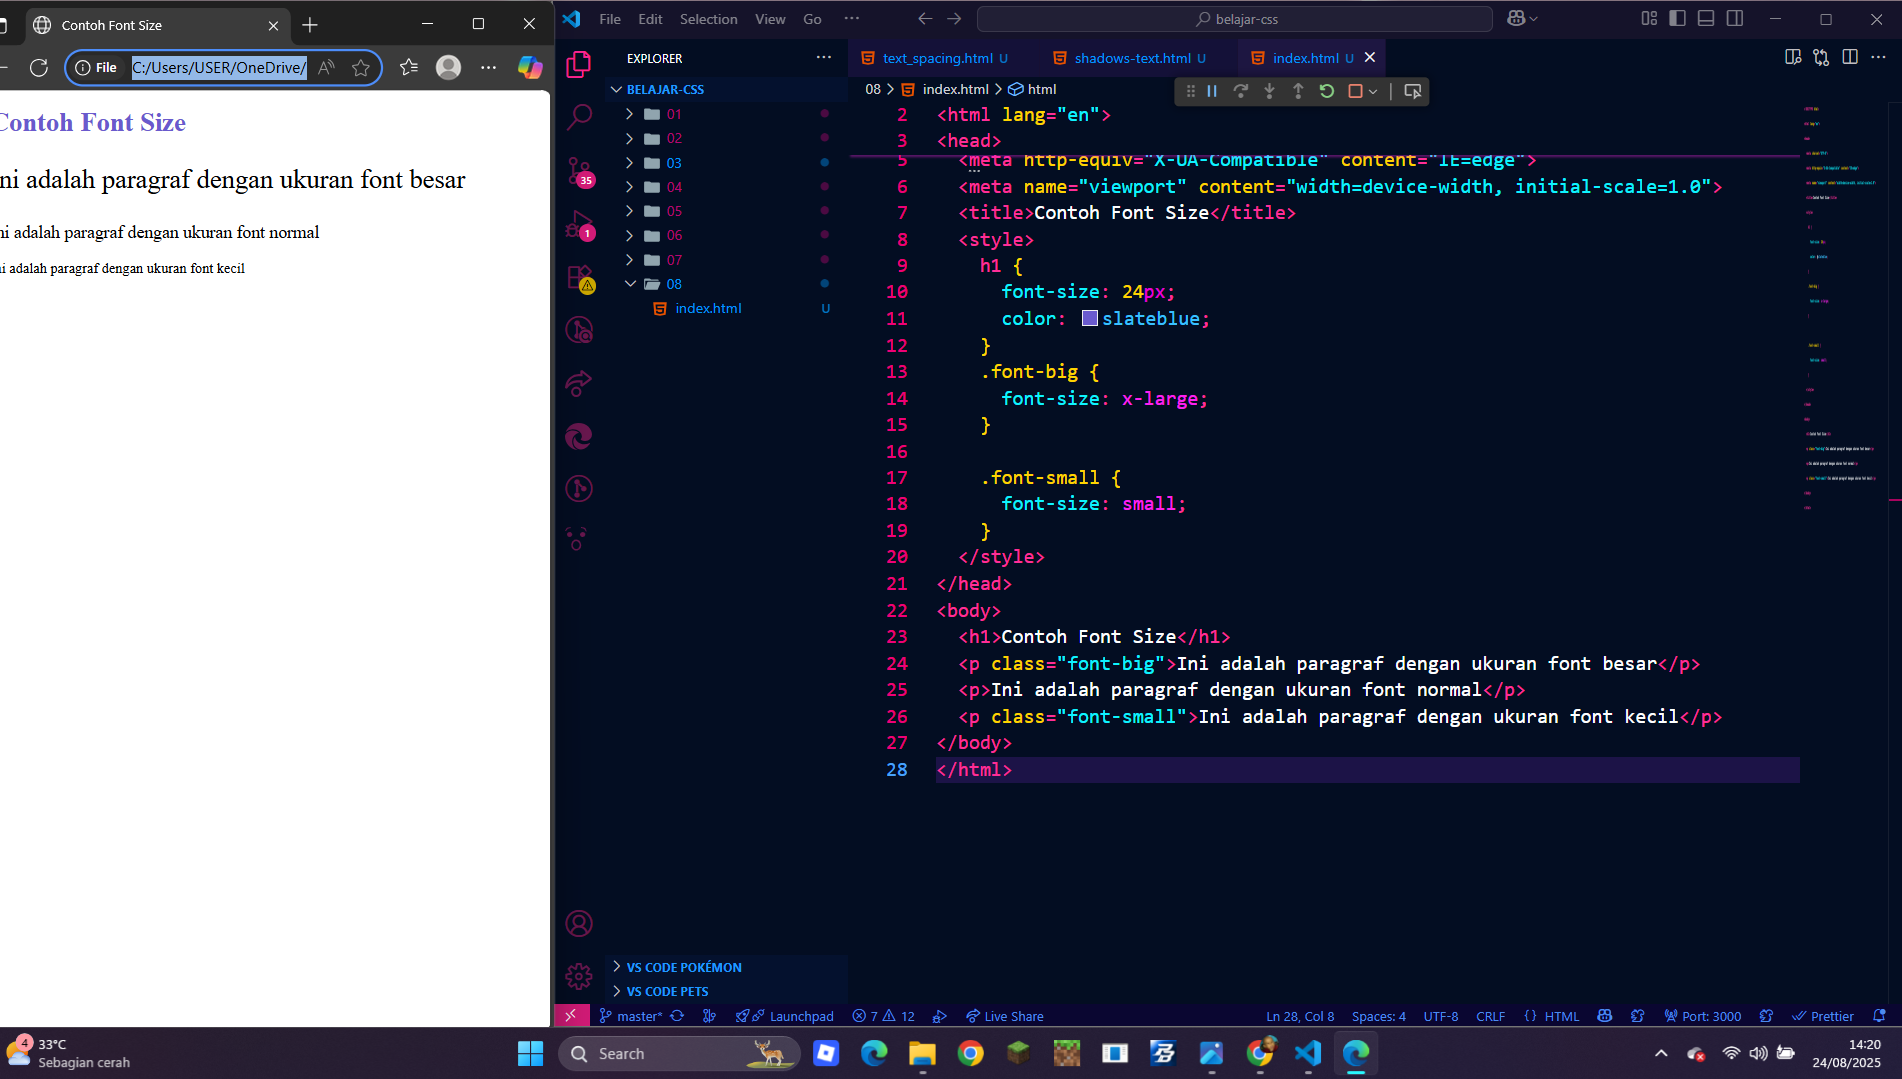 Contoh Font Size
File
C:/Users/USER/OneDrive/
Contoh Font Size
ni adalah paragraf dengan ukuran font besar
ni adalah paragraf dengan ukuran font normal
ni adalah paragraf dengan ukuran font kecil
File Edit Selection View Go
belajar-css
EXPLORER
BELAJAR-CSS
01
02
03
04
05
06
07
08
index.html U
35
1
VS CODE POKÉMON
VS CODE PETS
text_spacing.html U
shadows-text.html U
index.html U
08 > index.html > html
2 <html lang="en">
3 <head>
5 <meta http-equiv="X-UA-Compatible" content="IE=edge">
6 <meta name="viewport" content="width=device-width, initial-scale=1.0">
7 <title>Contoh Font Size</title>
8 <style>
9 h1 {
10 font-size: 24px;
11 color: slateblue;
12 }
13 .font-big {
14 font-size: x-large;
15 }
16
17 .font-small {
18 font-size: small;
19 }
20 </style>
21 </head>
22 <body>
23 <h1>Contoh Font Size</h1>
24 <p class="font-big">Ini adalah paragraf dengan ukuran font besar</p>
25 <p>Ini adalah paragraf dengan ukuran font normal</p>
26 <p class="font-small">Ini adalah paragraf dengan ukuran font kecil</p>
27 </body>
28 </html>
master* Launchpad 7 12 Live Share Ln 28, Col 8 Spaces: 4 UTF-8 CRLF {} HTML Port: 3000 Prettier
4
33°C
Sebagian cerah
Search
14:20
24/08/2025